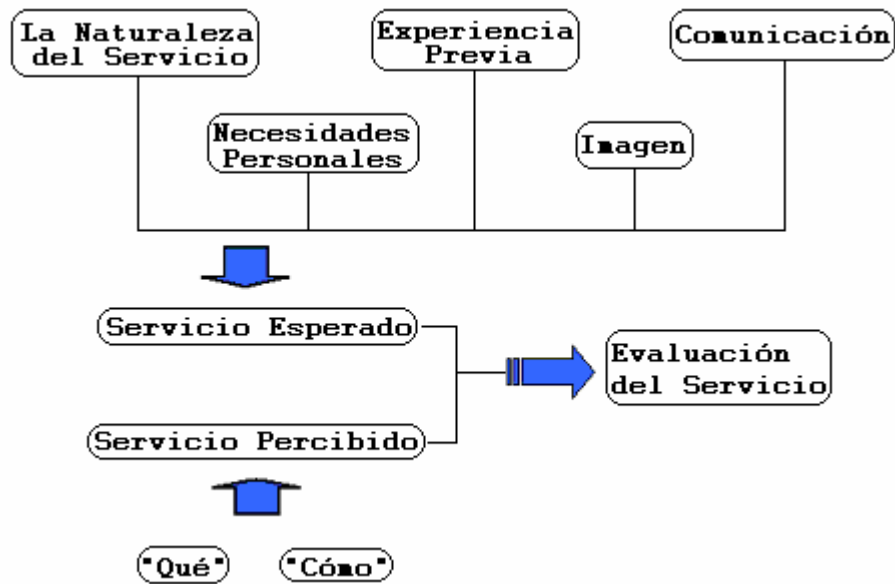 La Naturaleza
del Servicio
Experiencia
Previa
Comunicación
Necesidades
Personales
Imagen
Servicio Esperado
Evaluación
del Servicio
Servicio Percibido
"Qué"
"Cómo"